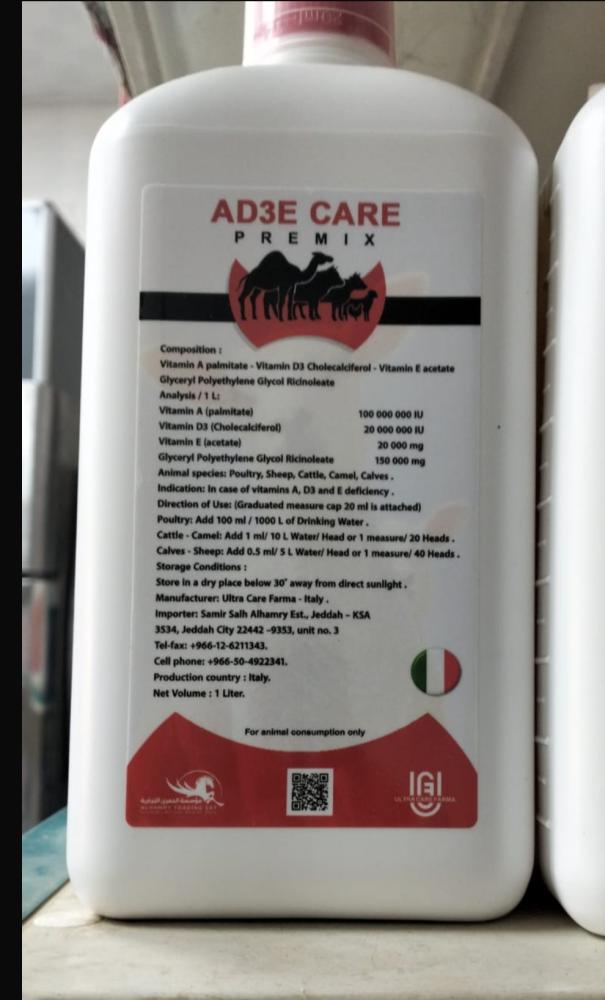 AD3E CARE
PREMIX
Composition :
Vitamin A palmitate - Vitamin D3 Cholecalciferol - Vitamin E acetate
Glyceryl Polyethylene Glycol Ricinoleate
Analysis / 1 L:
Vitamin A (palmitate) 100 000 000 IU
Vitamin D3 (Cholecalciferol) 20 000 000 IU
Vitamin E (acetate) 20 000 mg
Glyceryl Polyethylene Glycol Ricinoleate 150 000 mg
Animal species: Poultry, Sheep, Cattle, Camel, Calves .
Indication: In case of vitamins A, D3 and E deficiency .
Direction of Use: (Graduated measure cap 20 ml is attached)
Poultry: Add 100 ml / 1000 L of Drinking Water .
Cattle - Camel: Add 1 ml/ 10 L Water/ Head or 1 measure/ 20 Heads .
Calves - Sheep: Add 0.5 ml/ 5 L Water/ Head or 1 measure/ 40 Heads .
Storage Conditions :
Store in a dry place below 30° away from direct sunlight .
Manufacturer: Ultra Care Farma - Italy .
Importer: Samir Salh Alhamry Est., Jeddah – KSA
3534, Jeddah City 22442 –9353, unit no. 3
Tel-fax: +966-12-6211343.
Cell phone: +966-50-4922341.
Production country : Italy.
Net Volume : 1 Liter.
For animal consumption only
مؤسسة الحمري التجارية
ALHAMRY TRADING EST
ULTRA CARE FARMA